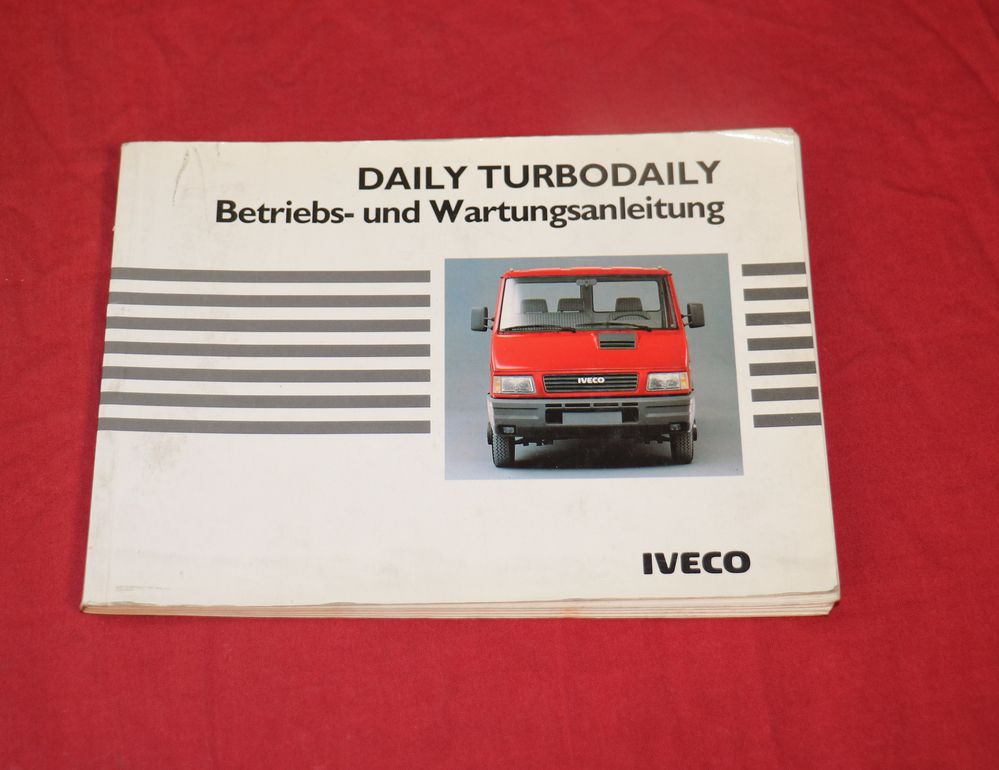 DAILY TURBODAILY
Betriebs- und Wartungsanleitung
IVECO
IVECO